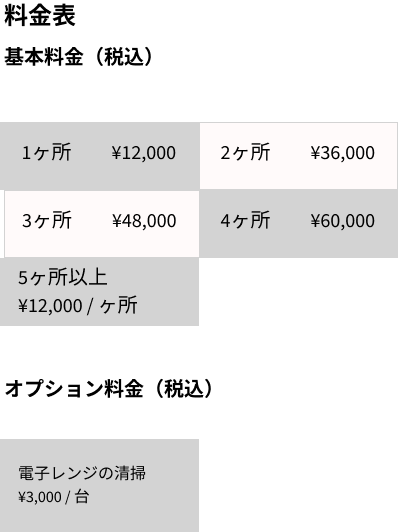 料金表
基本料金（税込）
1ヶ所 ¥12,000 2ヶ所 ¥36,000
3ヶ所 ¥48,000 4ヶ所 ¥60,000
5ヶ所以上
¥12,000 / ヶ所
オプション料金（税込）
電子レンジの清掃
¥3,000 / 台